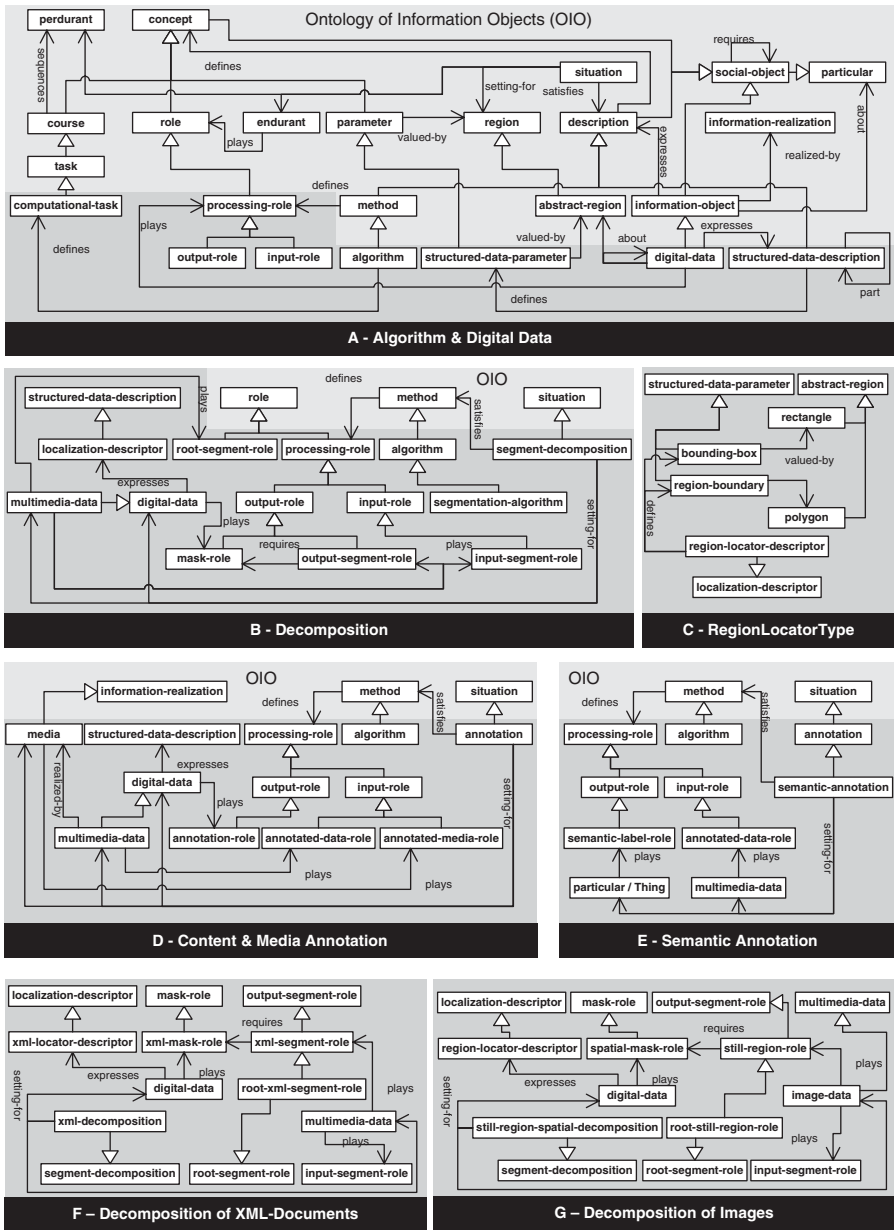 Ontology of Information Objects (OIO)
perdurant
concept
requires
sequences
defines
situation
social-object
particular
setting-for
satisfies
course
role
endurant
parameter
region
description
information-realization
about
plays
valued-by
expresses
realized-by
task
computational-task
processing-role
defines
method
abstract-region
information-object
plays
valued-by
about
expresses
output-role
input-role
algorithm
structured-data-parameter
digital-data
structured-data-description
defines
defines
part
A - Algorithm & Digital Data
OIO
defines
structured-data-description
plays
role
method
situation
satisfies
localization-descriptor
root-segment-role
processing-role
algorithm
segment-decomposition
expresses
multimedia-data
digital-data
output-role
input-role
segmentation-algorithm
setting-for
plays
requires
plays
mask-role
output-segment-role
input-segment-role
B - Decomposition
structured-data-parameter
abstract-region
rectangle
bounding-box
valued-by
region-boundary
polygon
defines
region-locator-descriptor
localization-descriptor
C - RegionLocatorType
OIO
information-realization
method
situation
defines
satisfies
media
structured-data-description
processing-role
algorithm
annotation
realized-by
expresses
digital-data
output-role
input-role
setting-for
plays
multimedia-data
annotation-role
annotated-data-role
annotated-media-role
plays
plays
D - Content & Media Annotation
OIO
method
situation
defines
satisfies
processing-role
algorithm
annotation
output-role
input-role
semantic-annotation
setting-for
semantic-label-role
annotated-data-role
plays
plays
particular / Thing
multimedia-data
E - Semantic Annotation
localization-descriptor
mask-role
output-segment-role
requires
xml-locator-descriptor
xml-mask-role
xml-segment-role
setting-for
expresses
plays
digital-data
root-xml-segment-role
plays
xml-decomposition
multimedia-data
plays
segment-decomposition
root-segment-role
input-segment-role
F – Decomposition of XML-Documents
localization-descriptor
mask-role
output-segment-role
multimedia-data
requires
region-locator-descriptor
spatial-mask-role
still-region-role
setting-for
expresses
plays
plays
digital-data
image-data
still-region-spatial-decomposition
root-still-region-role
plays
segment-decomposition
root-segment-role
input-segment-role
G - Decomposition of Images